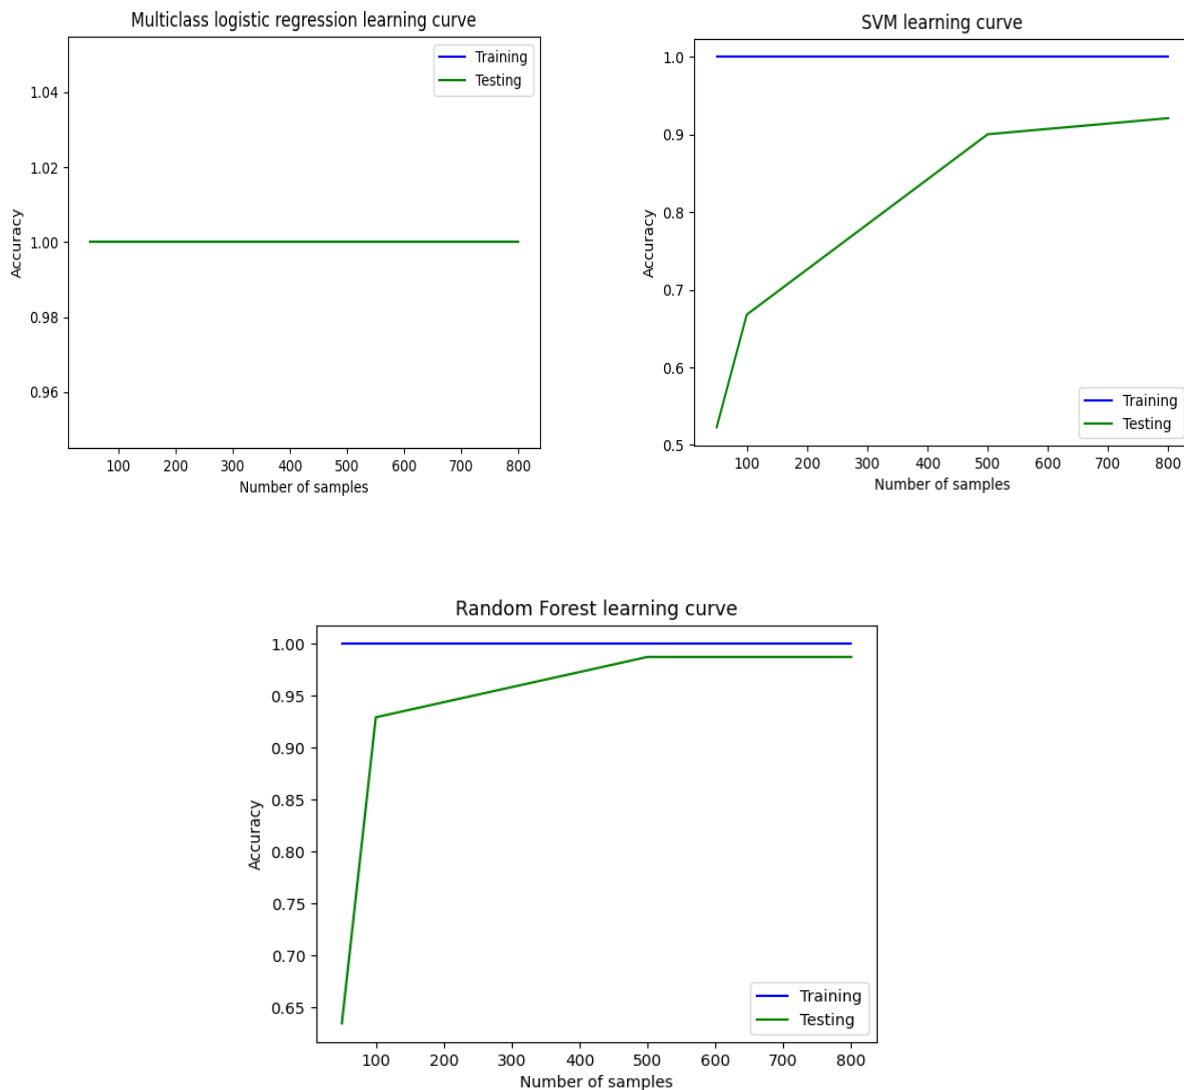 Multiclass logistic regression learning curve
Training
Testing
1.04
1.02
1.00
0.98
0.96
Accuracy
100 200 300 400 500 600 700 800
Number of samples
SVM learning curve
1.0
0.9
0.8
0.7
0.6
0.5
Accuracy
Training
Testing
100 200 300 400 500 600 700 800
Number of samples
Random Forest learning curve
1.00
0.95
0.90
0.85
0.80
0.75
0.70
0.65
Accuracy
Training
Testing
100 200 300 400 500 600 700 800
Number of samples